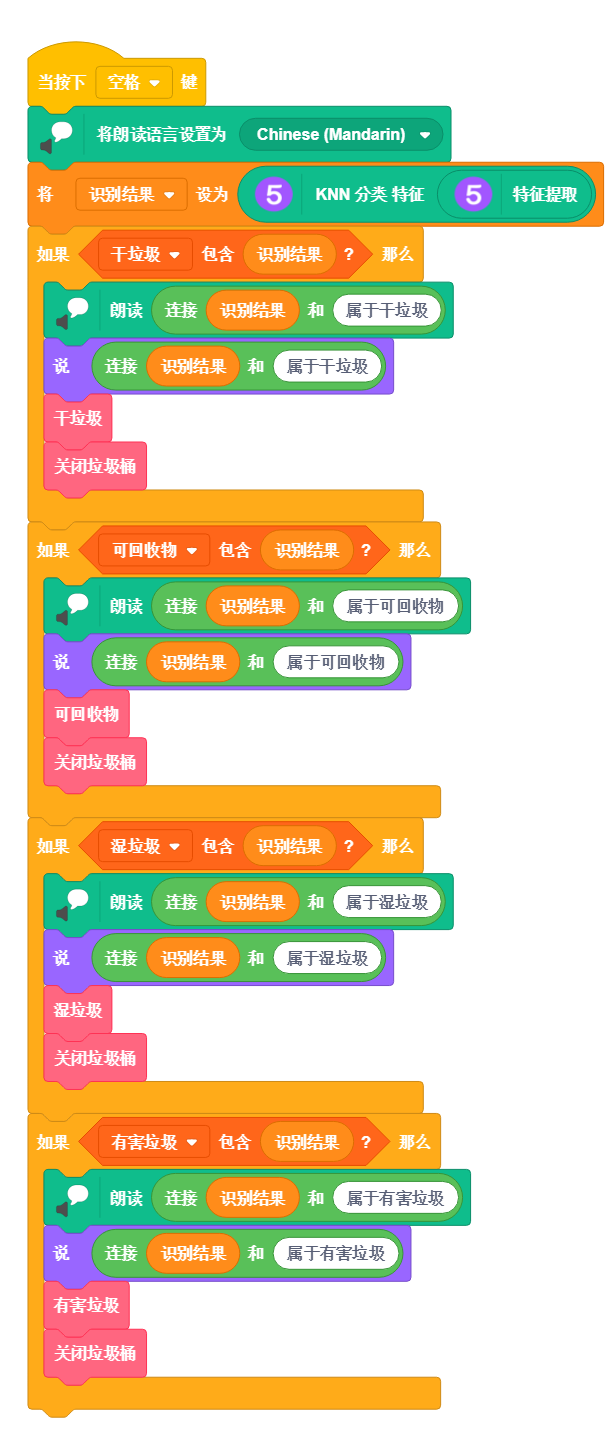 当按下 空格 键
将朗读语言设置为 Chinese (Mandarin)
将 识别结果 设为 5 KNN 分类 特征 5 特征提取
如果 干垃圾 包含 识别结果 ? 那么
朗读 连接 识别结果 和 属于干垃圾
说 连接 识别结果 和 属于干垃圾
干垃圾
关闭垃圾桶
如果 可回收物 包含 识别结果 ? 那么
朗读 连接 识别结果 和 属于可回收物
说 连接 识别结果 和 属于可回收物
可回收物
关闭垃圾桶
如果 湿垃圾 包含 识别结果 ? 那么
朗读 连接 识别结果 和 属于湿垃圾
说 连接 识别结果 和 属于湿垃圾
湿垃圾
关闭垃圾桶
如果 有害垃圾 包含 识别结果 ? 那么
朗读 连接 识别结果 和 属于有害垃圾
说 连接 识别结果 和 属于有害垃圾
有害垃圾
关闭垃圾桶